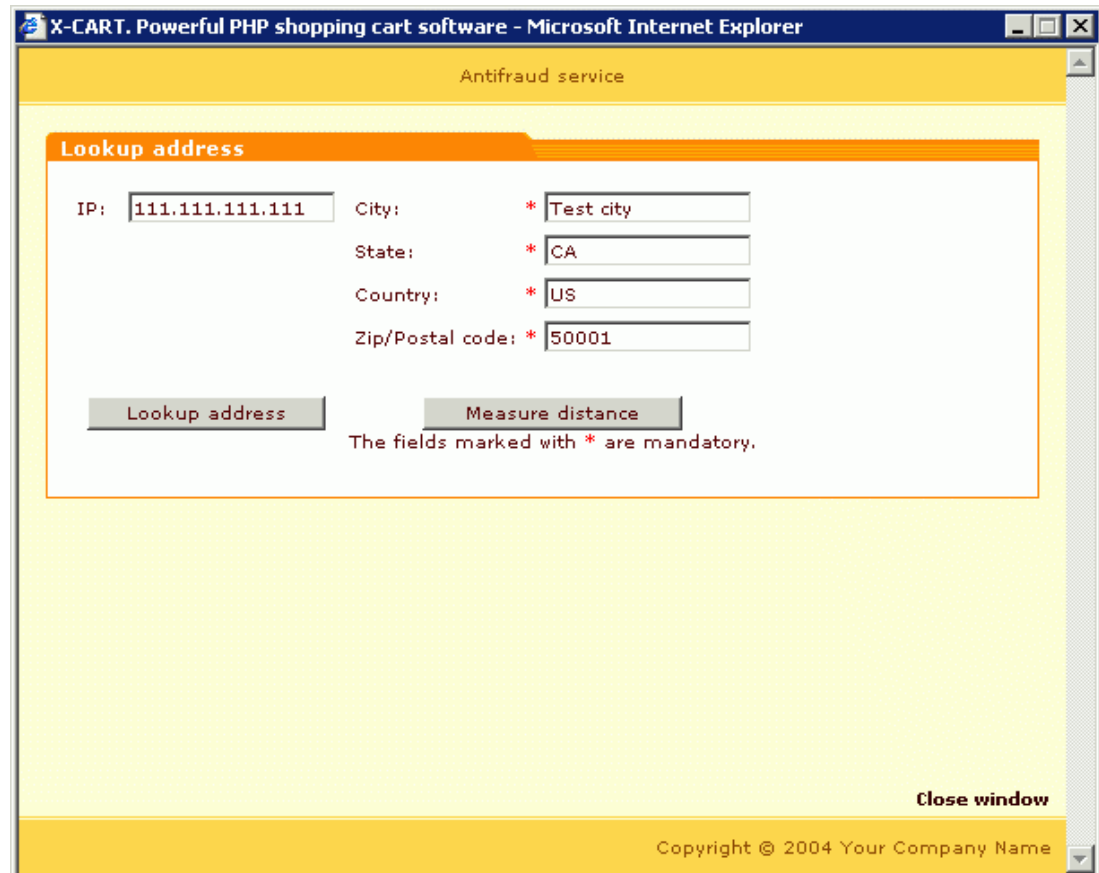 X-CART. Powerful PHP shopping cart software - Microsoft Internet Explorer
Antifraud service
Lookup address
IP: 111.111.111.111 City: * Test city
State: * CA
Country: * US
Zip/Postal code: * 50001
Lookup address Measure distance
The fields marked with * are mandatory.
Close window
Copyright © 2004 Your Company Name